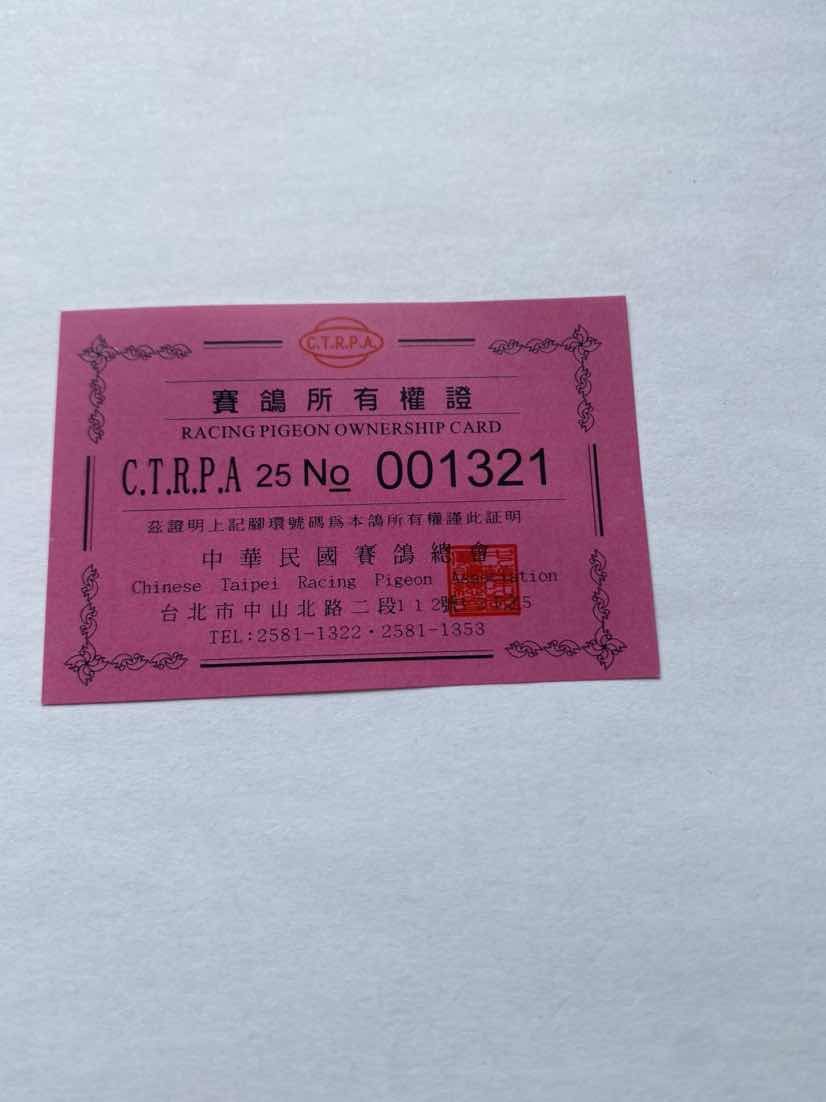 C.T.R.P.A.
賽鴿所有權證
RACING PIGEON OWNERSHIP CARD
C.T.R.P.A 25 No 001321
茲證明上記腳環號碼爲本鴿所有權謹此証明
中華民國賽鴿總會
Chinese Taipei Racing Pigeon Association
台北市中山北路二段112號
TEL:2581-1322·2581-1353